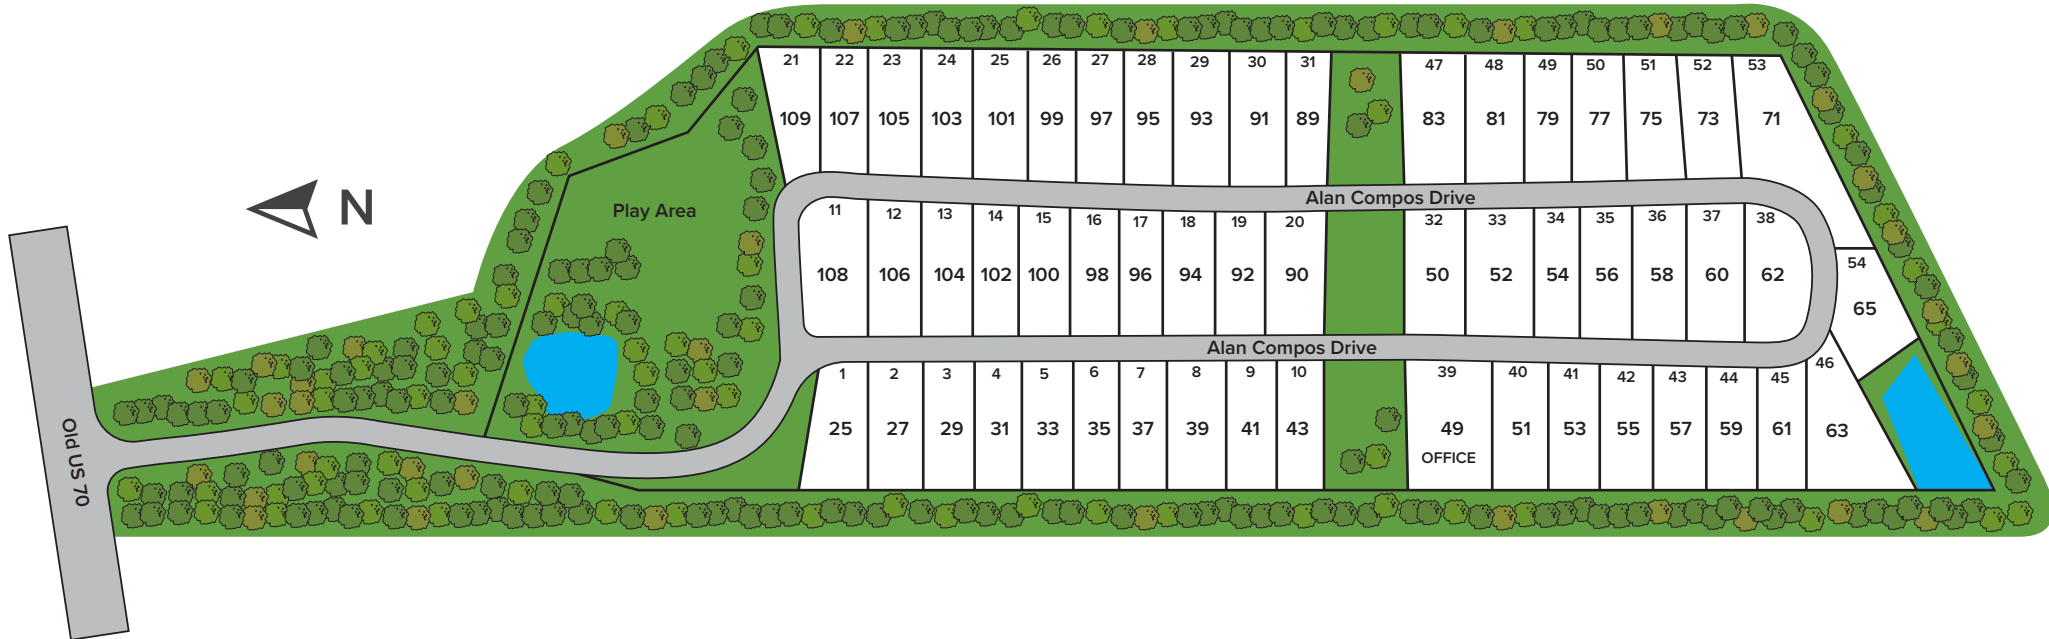 21 22 23 24 25 26 27 28 29 30 31 47 48 49 50 51 52 53
109 107 105 103 101 99 97 95 93 91 89 83 81 79 77 75 73 71
N
Play Area
Alan Compos Drive
11 12 13 14 15 16 17 18 19 20 32 33 34 35 36 37 38
54
108 106 104 102 100 98 96 94 92 90 50 52 54 56 58 60 62
65
Alan Compos Drive
1 2 3 4 5 6 7 8 9 10 39 40 41 42 43 44 45 46
25 27 29 31 33 35 37 39 41 43 49 51 53 55 57 59 61 63
OFFICE
Old US 70